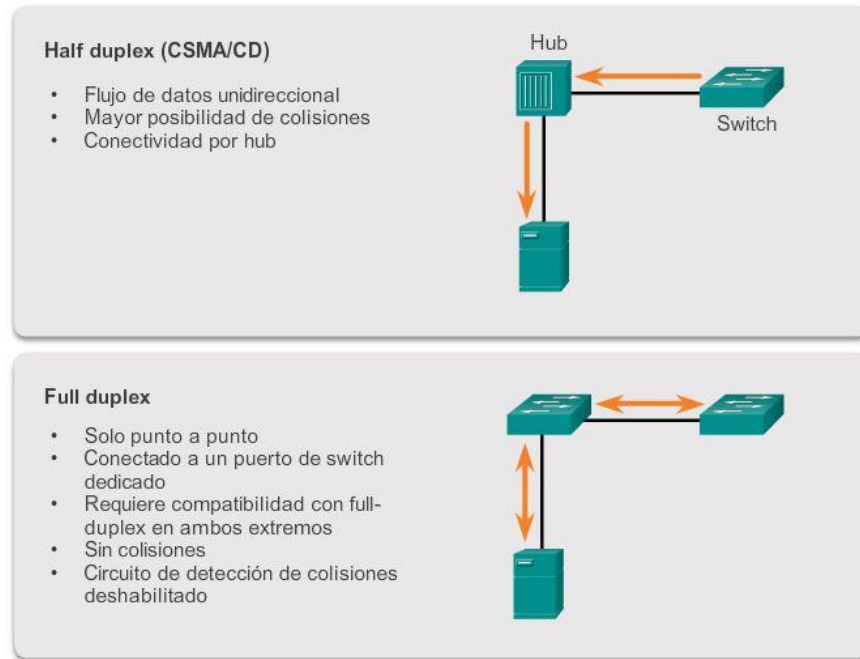 Half duplex (CSMA/CD)
• Flujo de datos unidireccional
• Mayor posibilidad de colisiones
• Conectividad por hub
Hub
Switch
Full duplex
• Solo punto a punto
• Conectado a un puerto de switch
dedicado
• Requiere compatibilidad con full-
duplex en ambos extremos
• Sin colisiones
• Circuito de detección de colisiones
deshabilitado